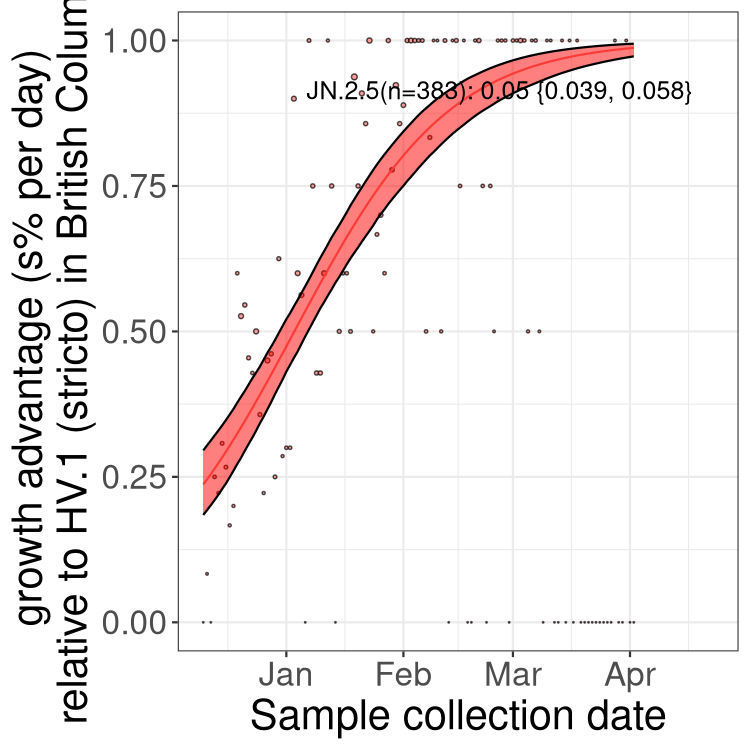 growth advantage (s% per day)
relative to HV.1 (stricto) in British Colum
1.00
0.75
0.50
0.25
0.00
JN.2.5(n=383): 0.05 {0.039, 0.058}
Jan Feb Mar Apr
Sample collection date